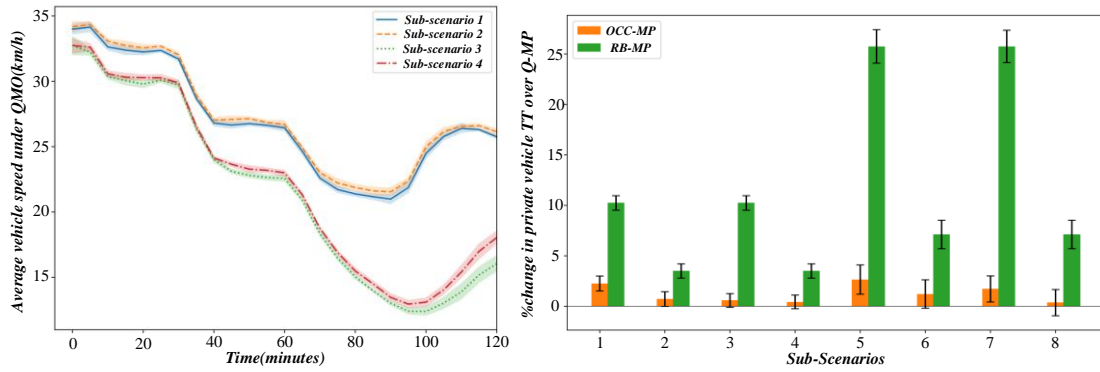 Average vehicle speed under QMO(km/h)
35
30
25
20
15
0
20
40
60
80
100
120
Time(minutes)
Sub-scenario 1
Sub-scenario 2
Sub-scenario 3
Sub-scenario 4
%change in private vehicle TT over Q-MP
25
20
15
10
5
0
1
2
3
4
5
6
7
8
Sub-Scenarios
OCC-MP
RB-MP